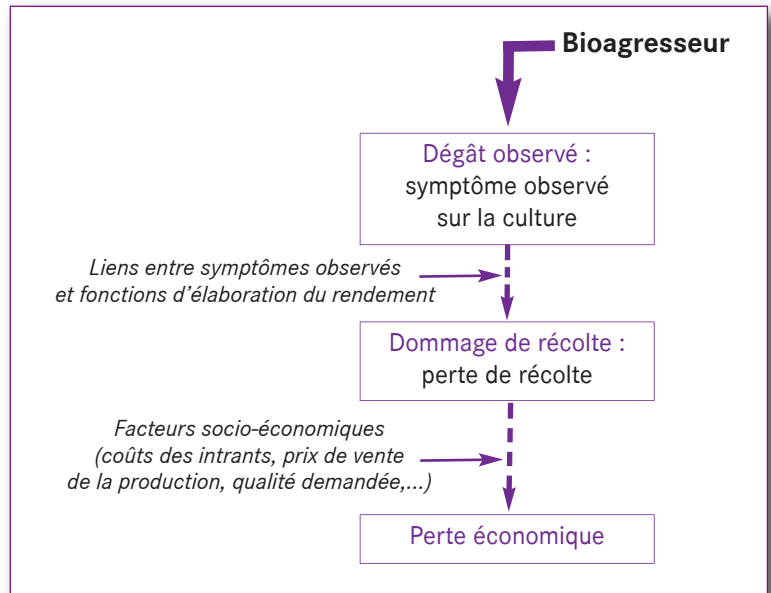 Bioagresseur
Dégât observé :
symptôme observé
sur la culture
Liens entre symptômes observés
et fonctions d'élaboration du rendement
Dommage de récolte :
perte de récolte
Facteurs socio-économiques
(coûts des intrants, prix de vente
de la production, qualité demandée,...)
Perte économique